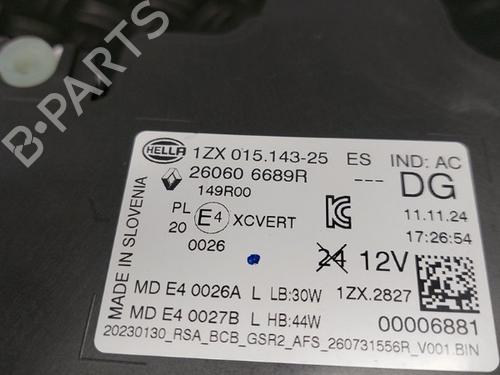 B-PARTS
HELLA 1ZX 015.143-25 ES IND: AC
26060 6689R --- DG
149R00
PL E4 XCVERT 11.11.24
20 17:26:54
0026
24 12V
MADE IN SLOVENIA
MD E4 0026A L LB:30W 1ZX.2827
MD E4 0027B L HB:44W 00006881
20230130_RSA_BCB_GSR2_AFS_260731556R_V001.BIN